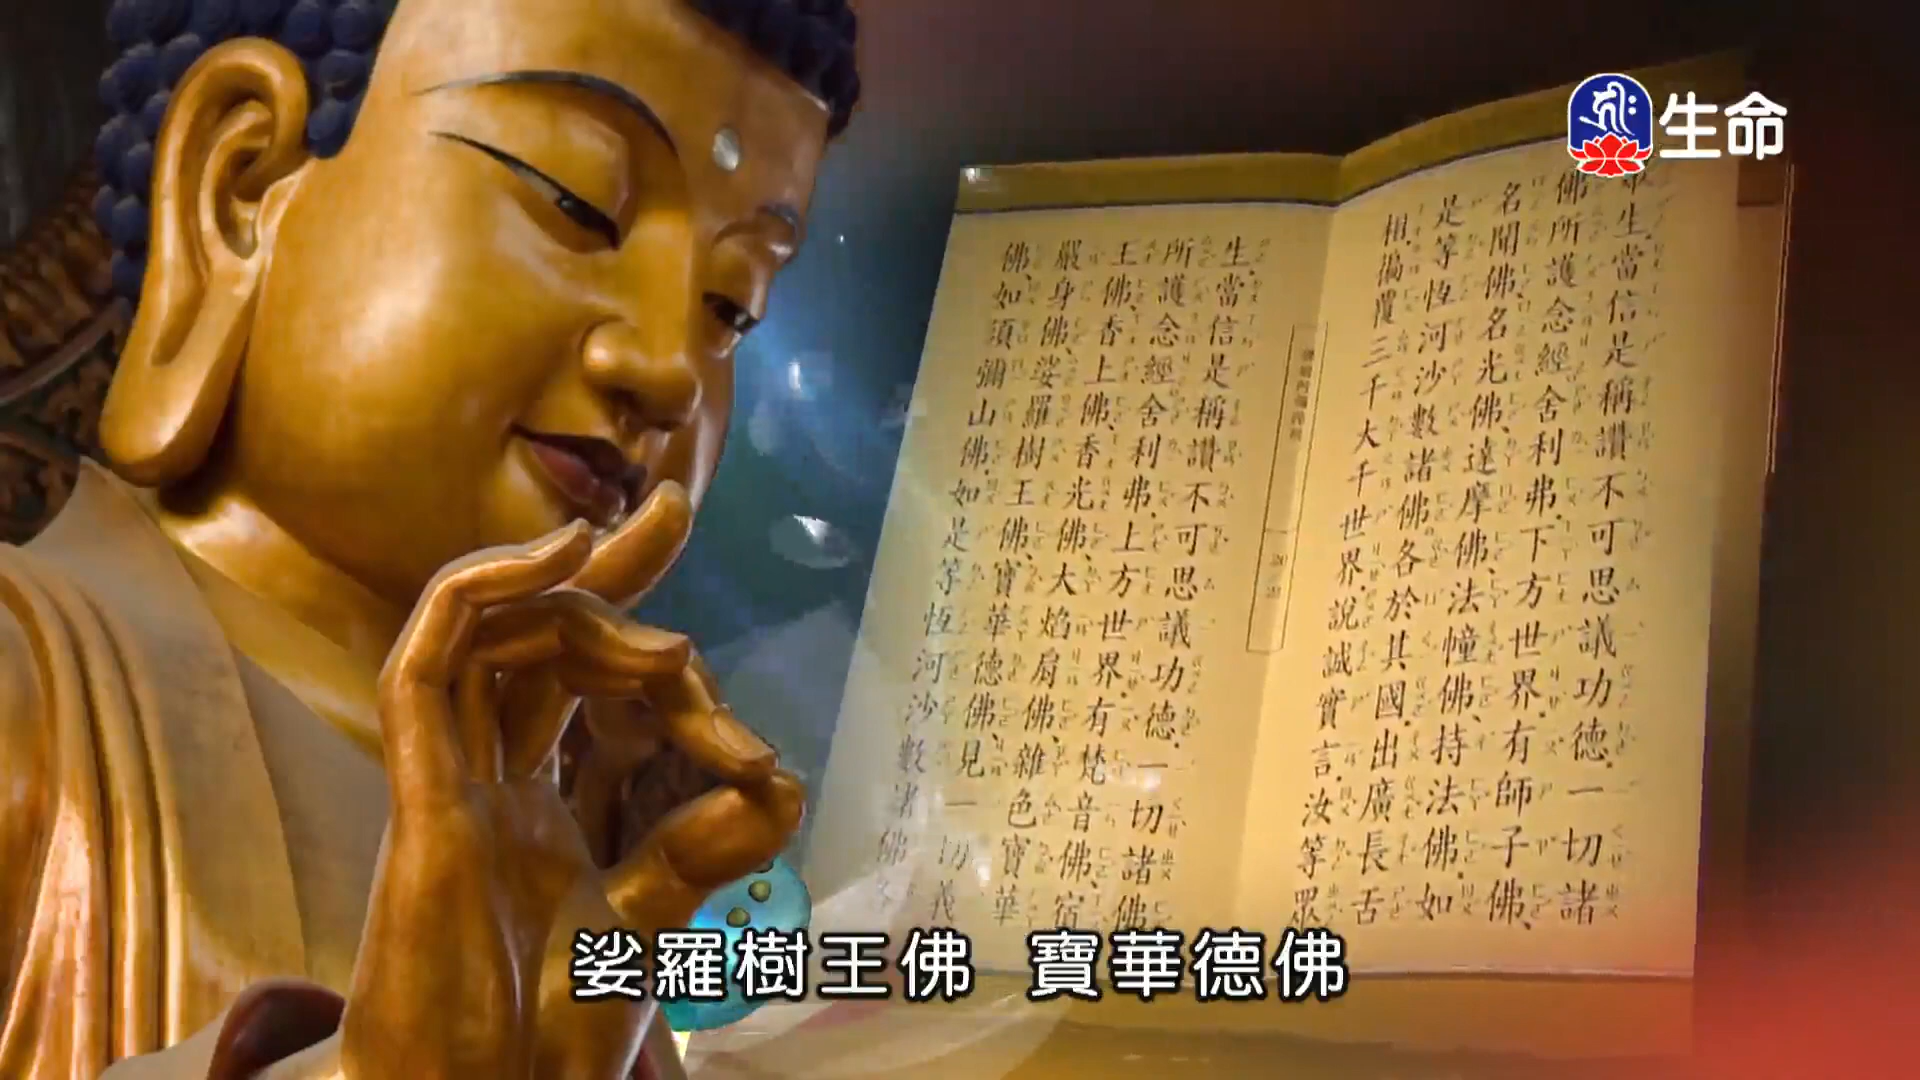 生命
眾生、當信是稱讚不可思議功德。一切諸
佛所護念經。舍利弗。下方世界。有師子佛、
名聞佛、名光佛、達摩佛、法幢佛、持法佛、如
是等恆河沙數諸佛。各於其國。出廣長舌
相。徧覆三千大千世界。說誠實言。汝等眾
生。當信是稱讚不可思議功德。一切諸佛
所護念經。舍利弗。上方世界。有梵音佛、宿
王佛、香上佛、香光佛、大焰肩佛、雜色寶華
嚴身佛、娑羅樹王佛、寶華德佛、見一切義
佛、如須彌山佛。如是等恆河沙數諸佛各
娑羅樹王佛 寶華德佛